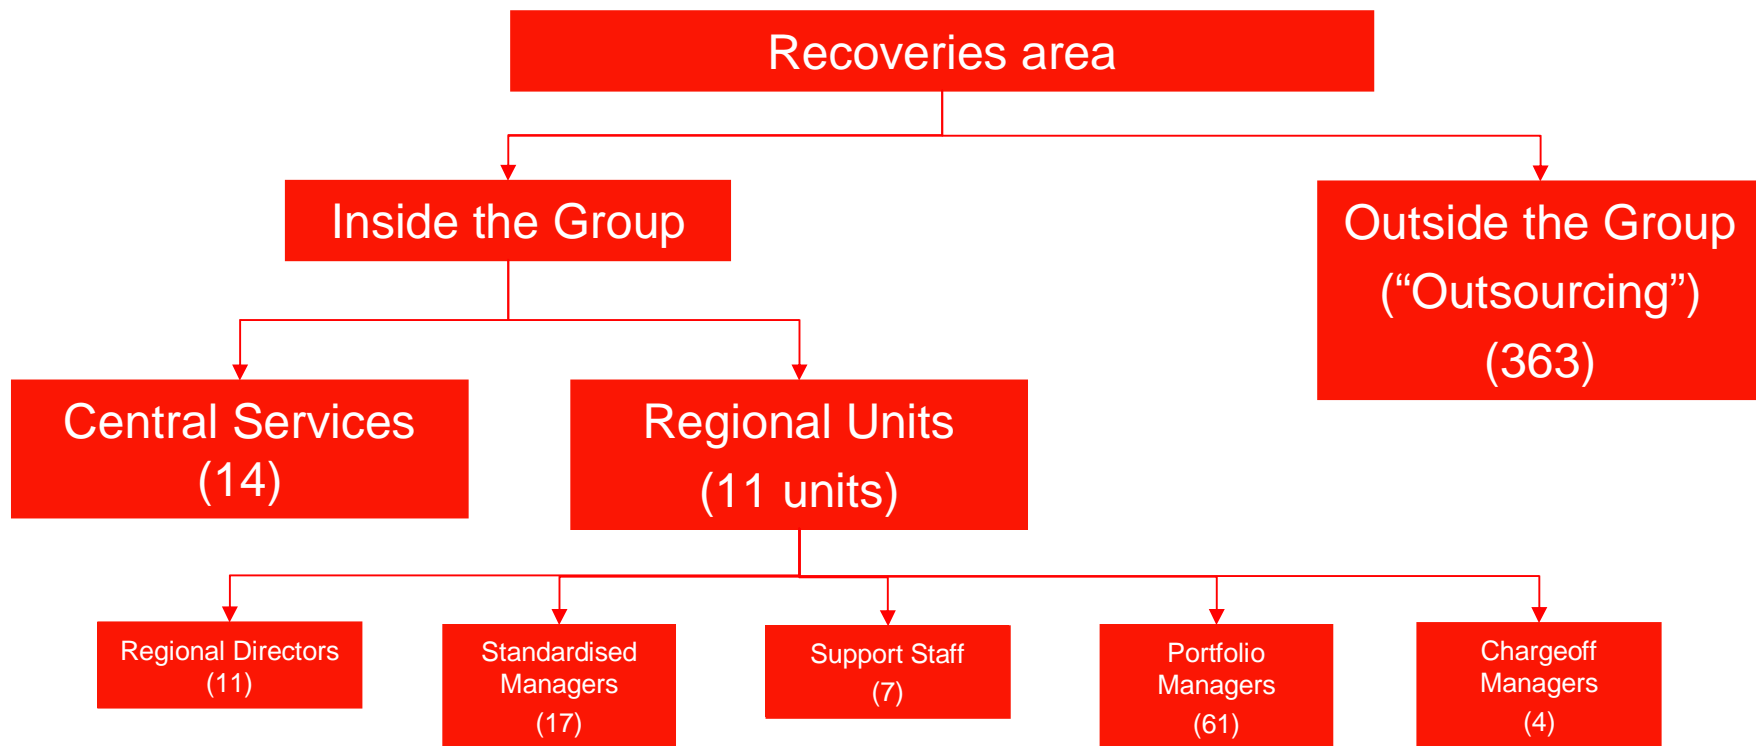 Recoveries area
Inside the Group
Outside the Group
(“Outsourcing”)
(363)
Central Services
(14)
Regional Units
(11 units)
Regional Directors
(11)
Standardised
Managers
(17)
Support Staff
(7)
Portfolio
Managers
(61)
Chargeoff
Managers
(4)